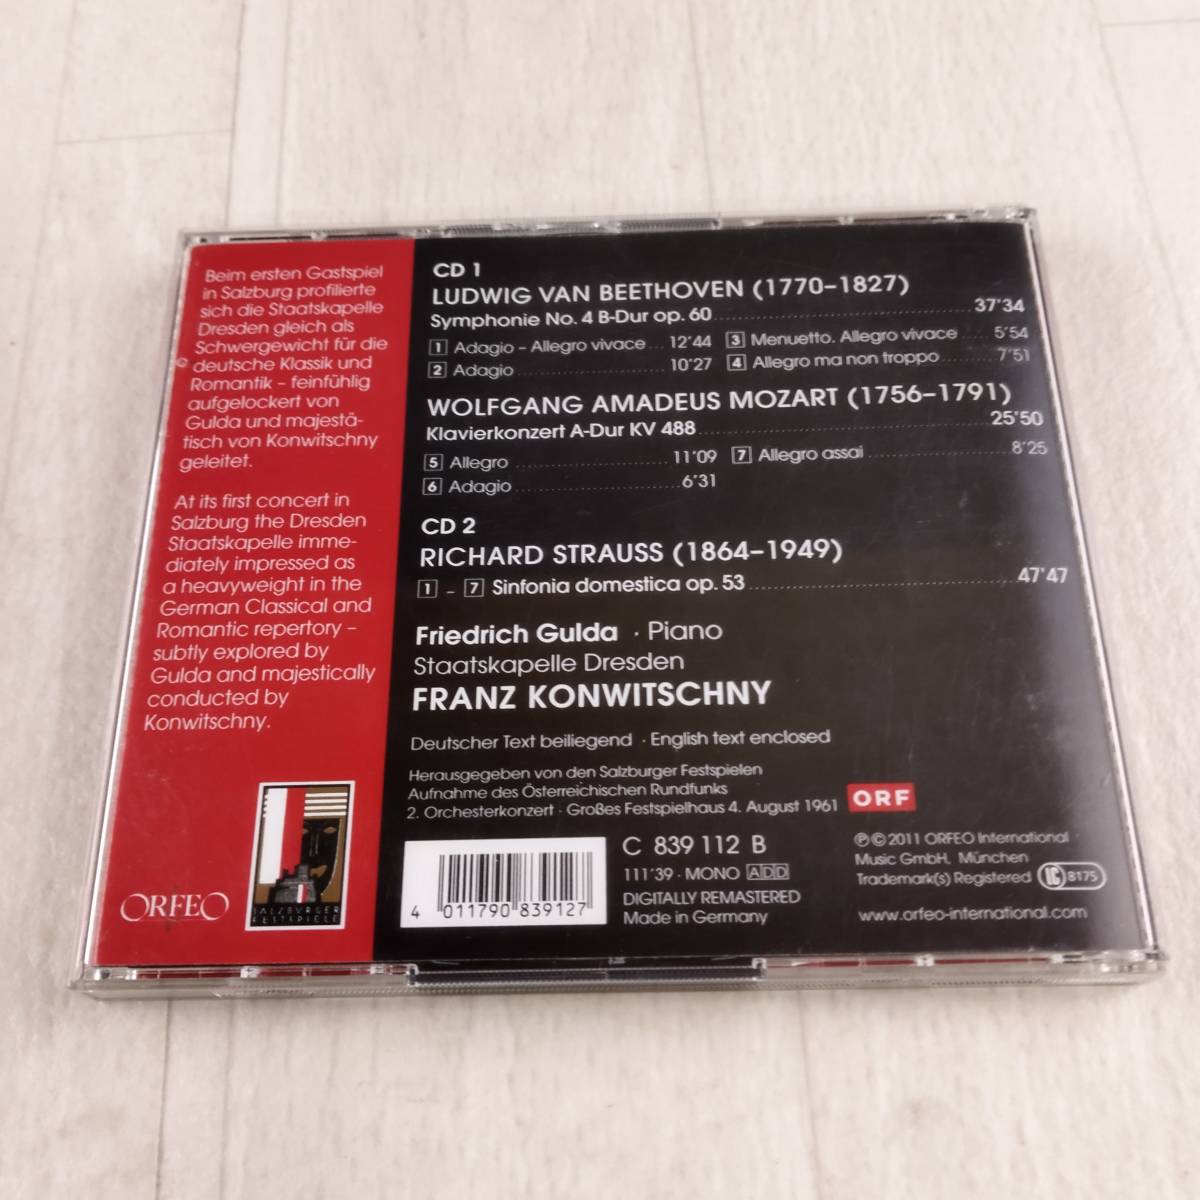 Beim ersten Gastspiel
in Salzburg profilierte
sich die Staatskapelle
Dresden gleich als
Schwergewicht für die
deutsche Klassik und
Romantik – feinfühlig
aufgelockert von
Gulda und majestä-
tisch von Konwitschny
geleitet.
At its first concert in
Salzburg the Dresden
Staatskapelle imme-
diately impressed as
a heavyweight in the
German Classical and
Romantic repertory –
subtly explored by
Gulda and majestically
conducted by
Konwitschny.
ORFEO
SALZBURGER
FESTSPIELE
CD 1
LUDWIG VAN BEETHOVEN (1770–1827)
Symphonie No. 4 B-Dur op. 60 37'34
1 Adagio – Allegro vivace 12'44 3 Menuetto. Allegro vivace 5'54
2 Adagio 10'27 4 Allegro ma non troppo 7'51
WOLFGANG AMADEUS MOZART (1756–1791)
Klavierkonzert A-Dur KV 488 25'50
5 Allegro 11'09 7 Allegro assai 8'25
6 Adagio 6'31
CD 2
RICHARD STRAUSS (1864–1949)
1 – 7 Sinfonia domestica op. 53 47'47
Friedrich Gulda · Piano
Staatskapelle Dresden
FRANZ KONWITSCHNY
Deutscher Text beiliegend · English text enclosed
Herausgegeben von den Salzburger Festspielen
Aufnahme des Österreichischen Rundfunks
2. Orchesterkonzert · Großes Festspielhaus 4. August 1961 ORF
4 011790 839127
C 839 112 B
111'39 · MONO ADD
DIGITALLY REMASTERED
Made in Germany
℗©2011 ORFEO International
Music GmbH, München
Trademark(s) Registered LC 8175
www.orfeo-international.com